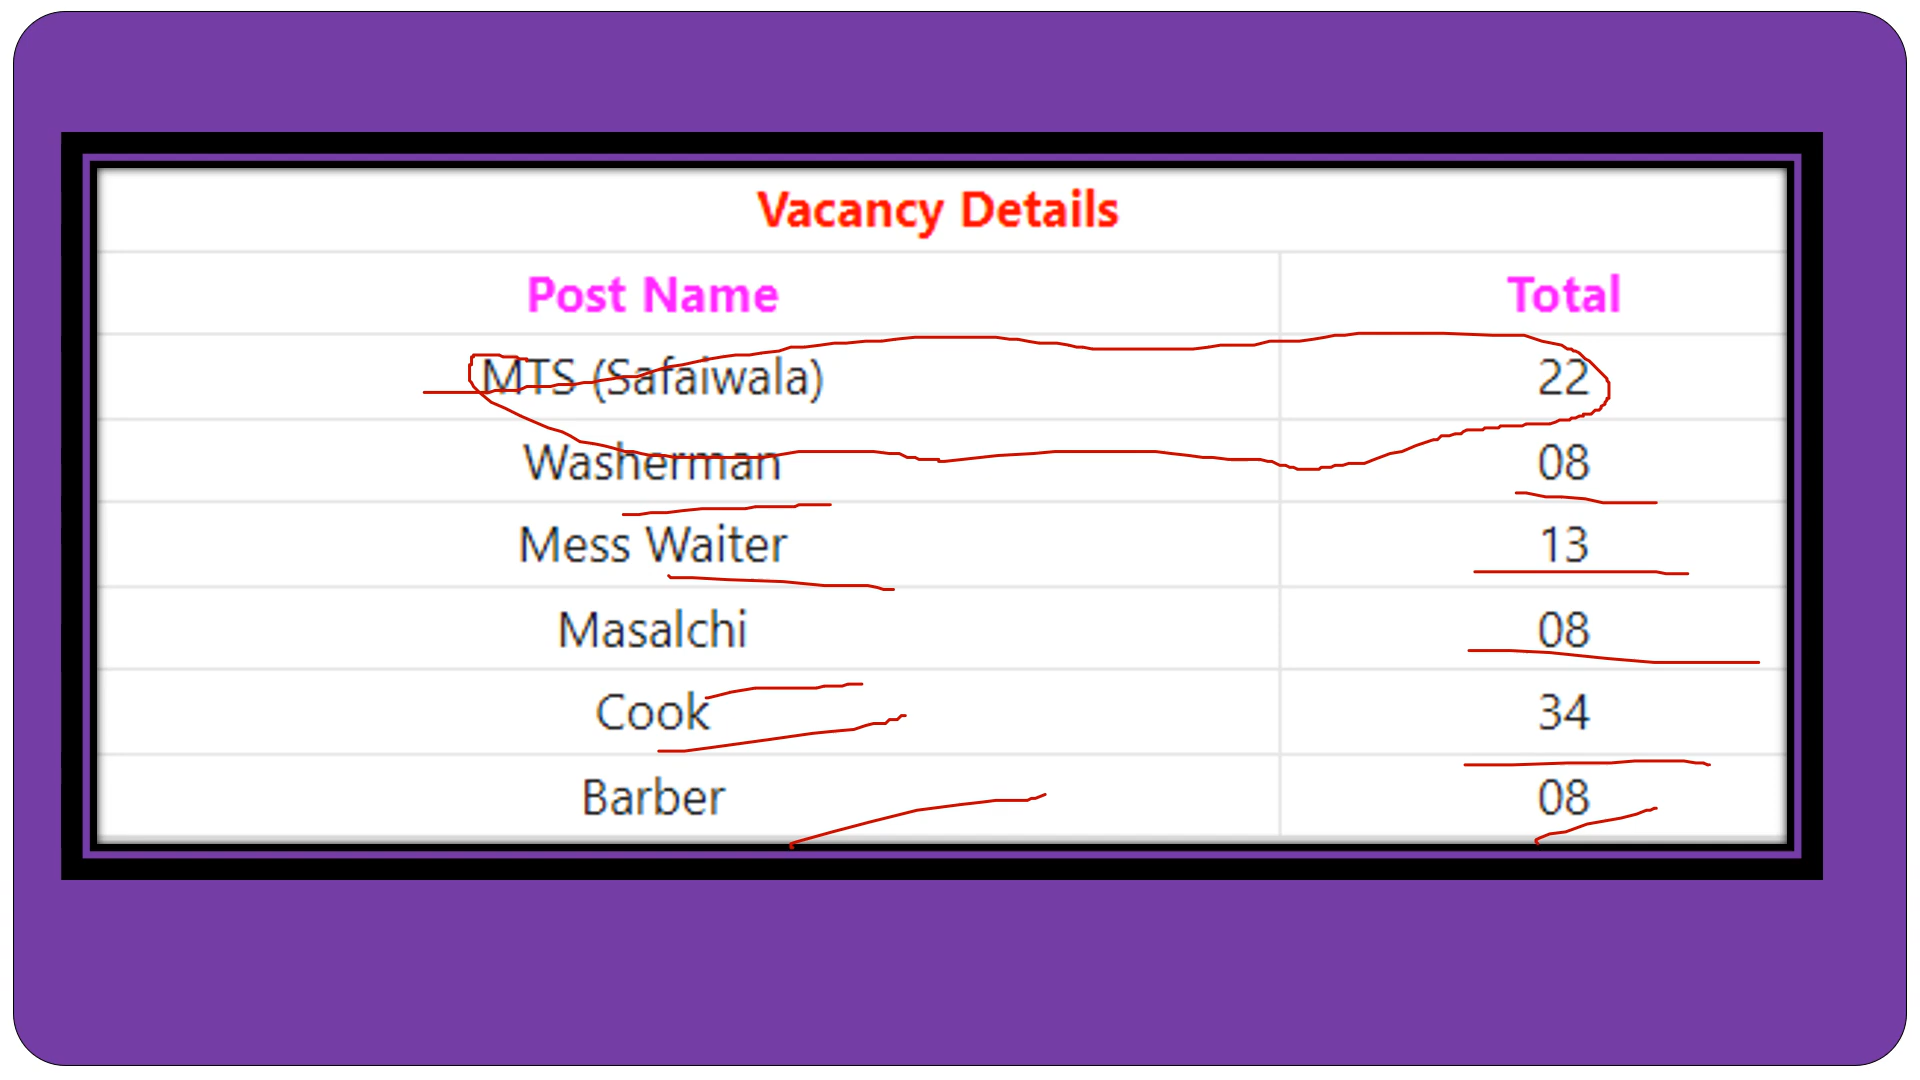 Vacancy Details
Post Name Total
MTS (Safaiwala) 22
Washerman 08
Mess Waiter 13
Masalchi 08
Cook 34
Barber 08